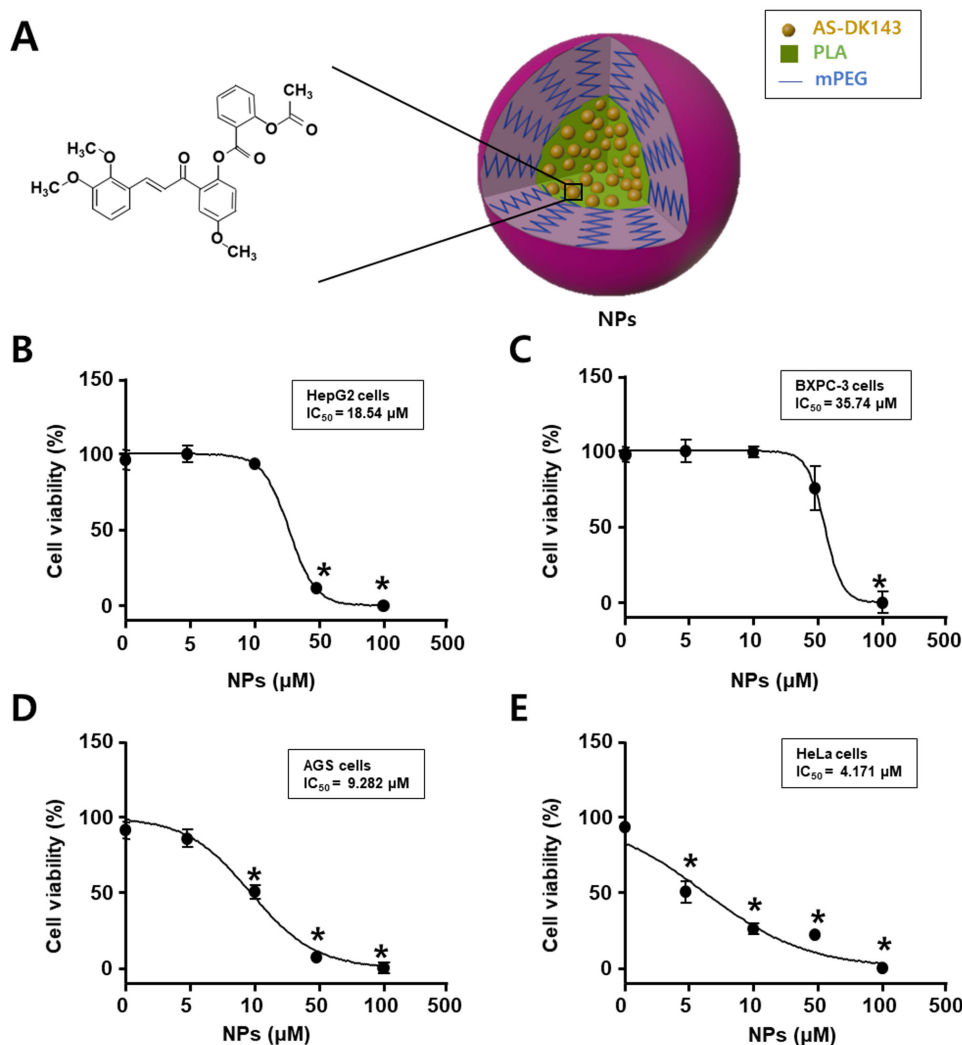 A
AS-DK143
PLA
mPEG
CH₃
O
O
O
O
O
O
H₃C
H₃C
O
O
CH₃
NPs
B
150
100
50
0
Cell viability (%)
HepG2 cells
IC₅₀ = 18.54 µM
*
*
0 5 10 50 100 500
NPs (µM)
C
150
100
50
0
Cell viability (%)
BXPC-3 cells
IC₅₀ = 35.74 µM
*
0 5 10 50 100 500
NPs (µM)
D
150
100
50
0
Cell viability (%)
AGS cells
IC₅₀ = 9.282 µM
*
*
*
0 5 10 50 100 500
NPs (µM)
E
150
100
50
0
Cell viability (%)
HeLa cells
IC₅₀ = 4.171 µM
*
*
*
*
0 5 10 50 100 500
NPs (µM)